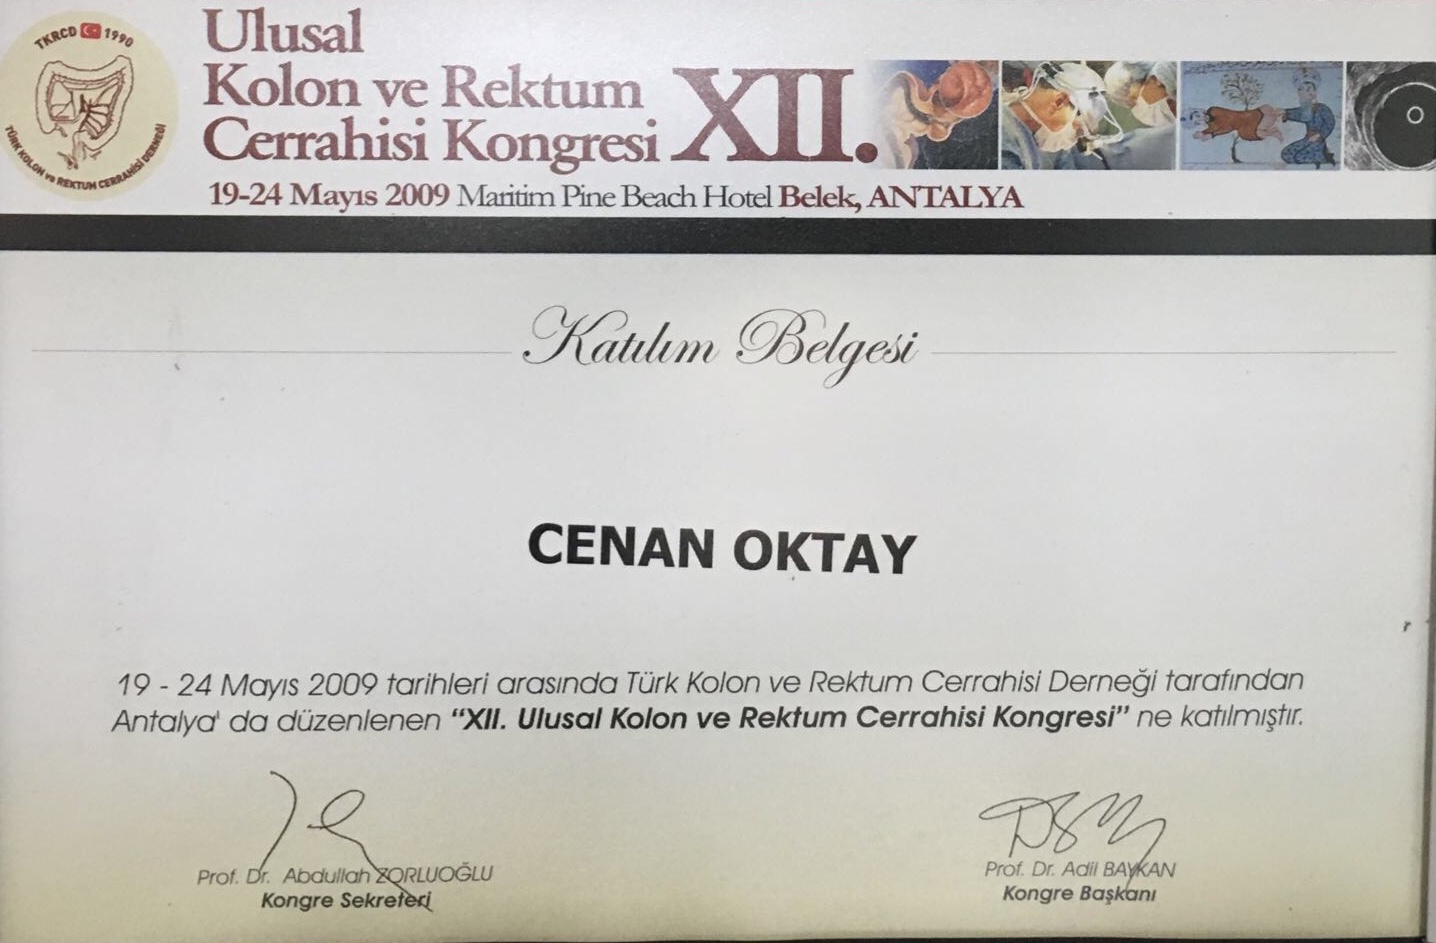 TKRCD 1990
TÜRK KOLON ve REKTUM CERRAHİSİ DERNEĞİ
Ulusal
Kolon ve Rektum
Cerrahisi Kongresi XII.
19-24 Mayıs 2009 Maritim Pine Beach Hotel Belek, ANTALYA
Katılım Belgesi
CENAN OKTAY
19 - 24 Mayıs 2009 tarihleri arasında Türk Kolon ve Rektum Cerrahisi Derneği tarafından
Antalya' da düzenlenen “XII. Ulusal Kolon ve Rektum Cerrahisi Kongresi” ne katılmıştır.
Prof. Dr. Abdullah ZORLUOĞLU
Kongre Sekreteri
Prof. Dr. Adil BAYKAN
Kongre Başkanı